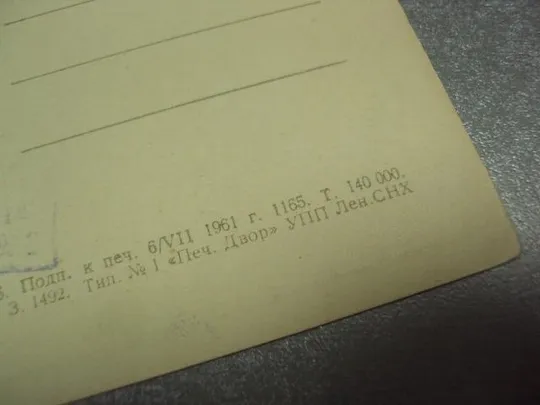 Подп. к печ. 6/VII 1961 г. 1165. Т. 140 000.
З. 1492. Тип. № 1 «Печ. Двор» УПП Лен.СНХ